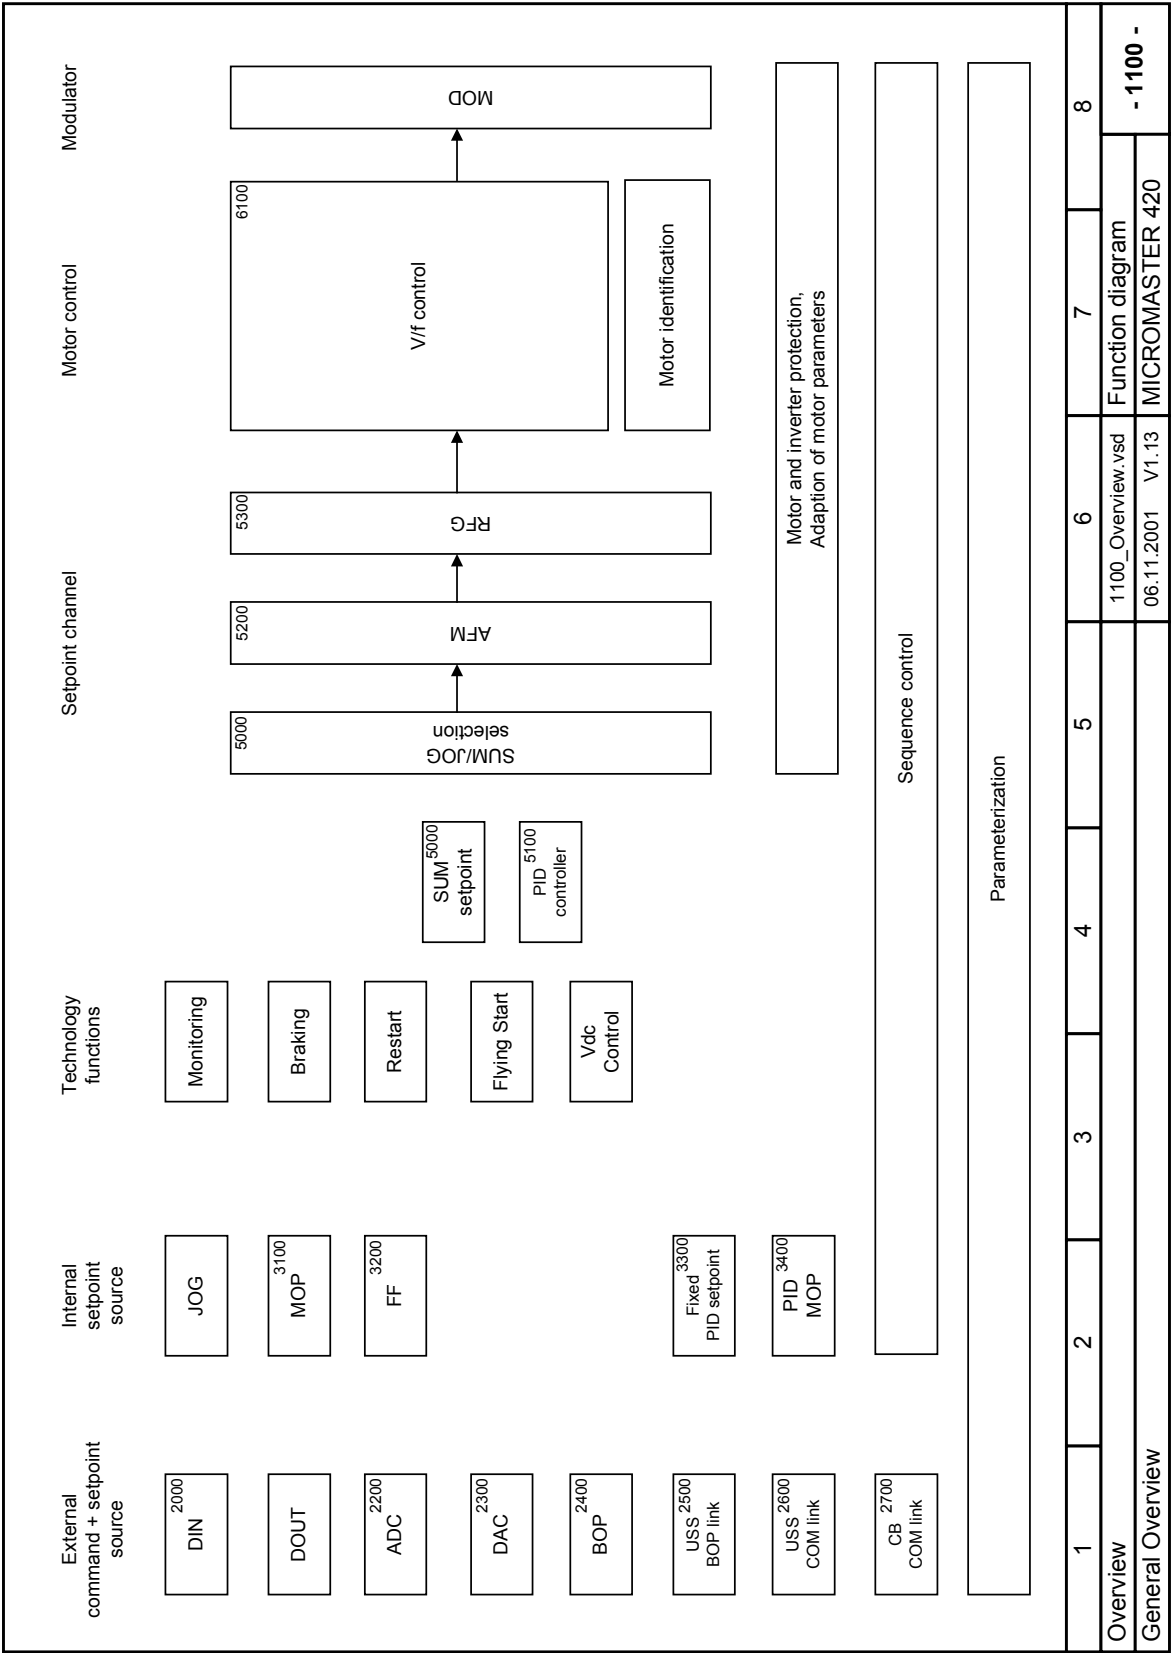 External
command + setpoint
source
Internal
setpoint
source
Technology
functions
Setpoint channel
Motor control
Modulator
DIN
2000
DOUT
ADC
2200
DAC
2300
BOP
2400
USS
2500
BOP link
USS
2600
COM link
CB
2700
COM link
JOG
MOP
3100
FF
3200
Fixed
3300
PID setpoint
PID
3400
MOP
Monitoring
Braking
Restart
Flying Start
Vdc
Control
SUM
5000
setpoint
PID
5100
controller
5000
SUM/JOG
selection
5200
AFM
5300
RFG
6100
V/f control
Motor identification
MOD
Motor and inverter protection,
Adaption of motor parameters
Sequence control
Parameterization
1
2
3
4
5
6
7
8
Overview
1100_Overview.vsd
Function diagram
- 1100 -
General Overview
06.11.2001
V1.13
MICROMASTER 420